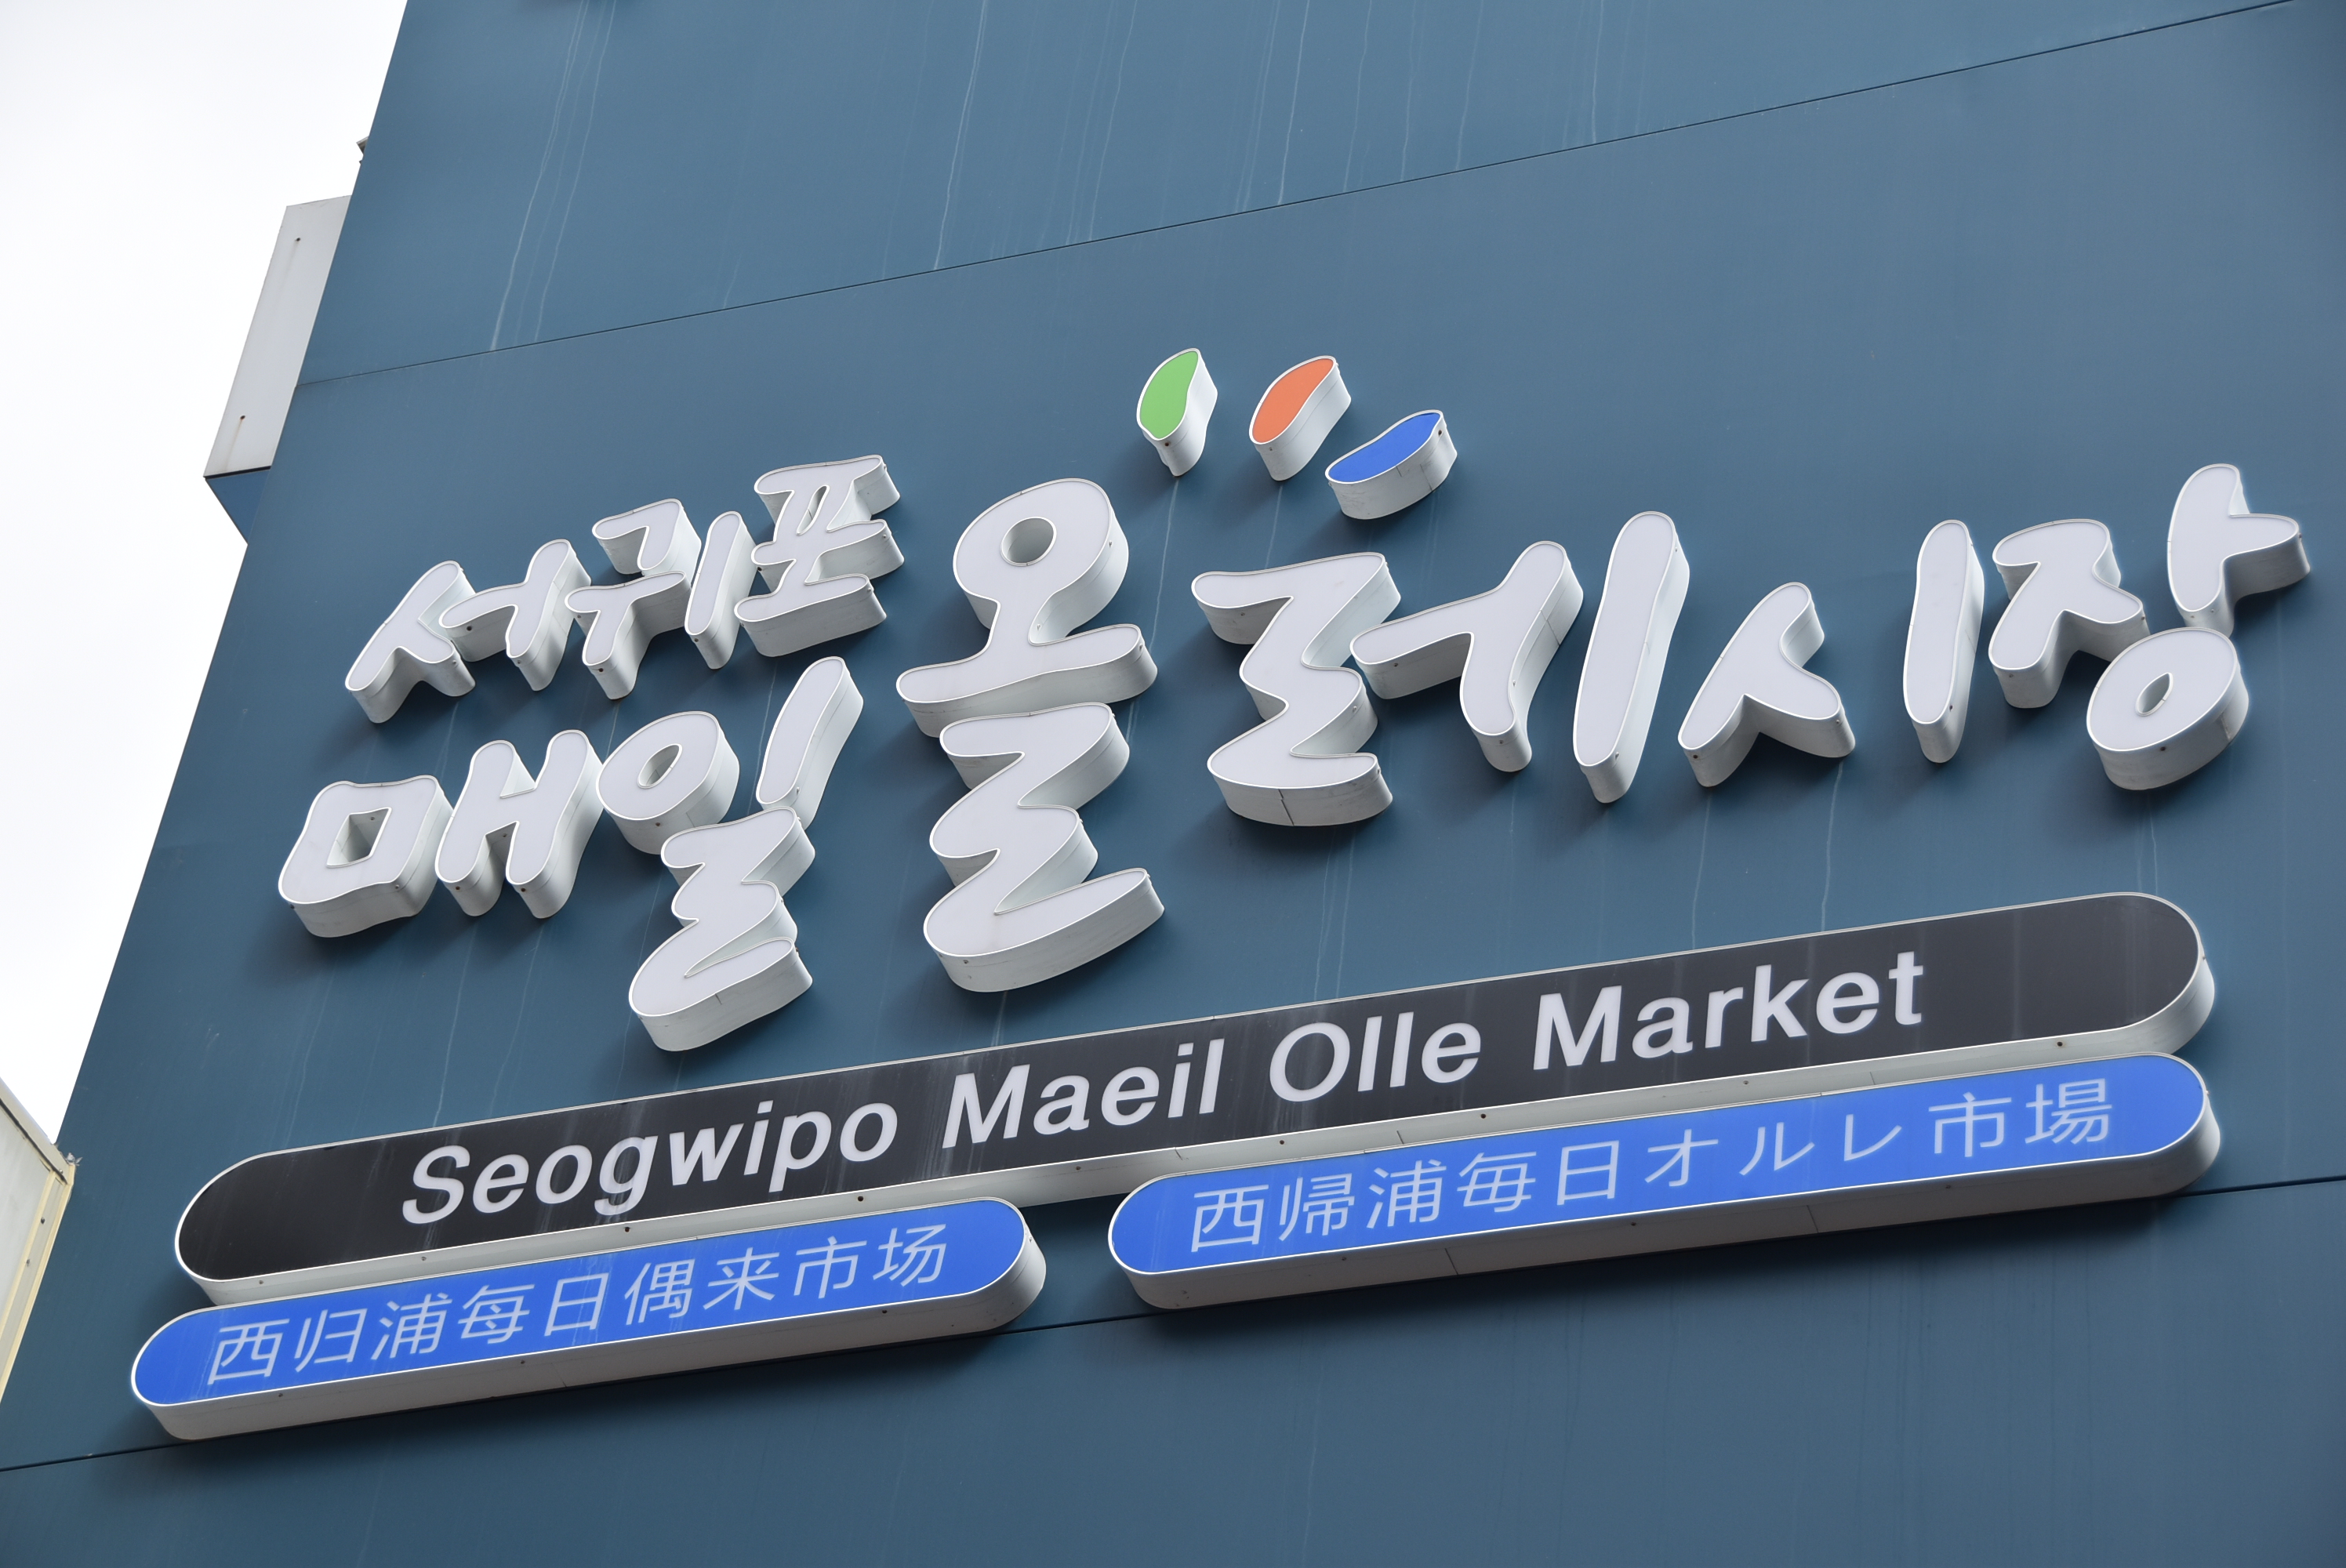 서귀포
매일올레시장
Seogwipo Maeil Olle Market
西归浦每日偶来市场
西帰浦毎日オルレ市場